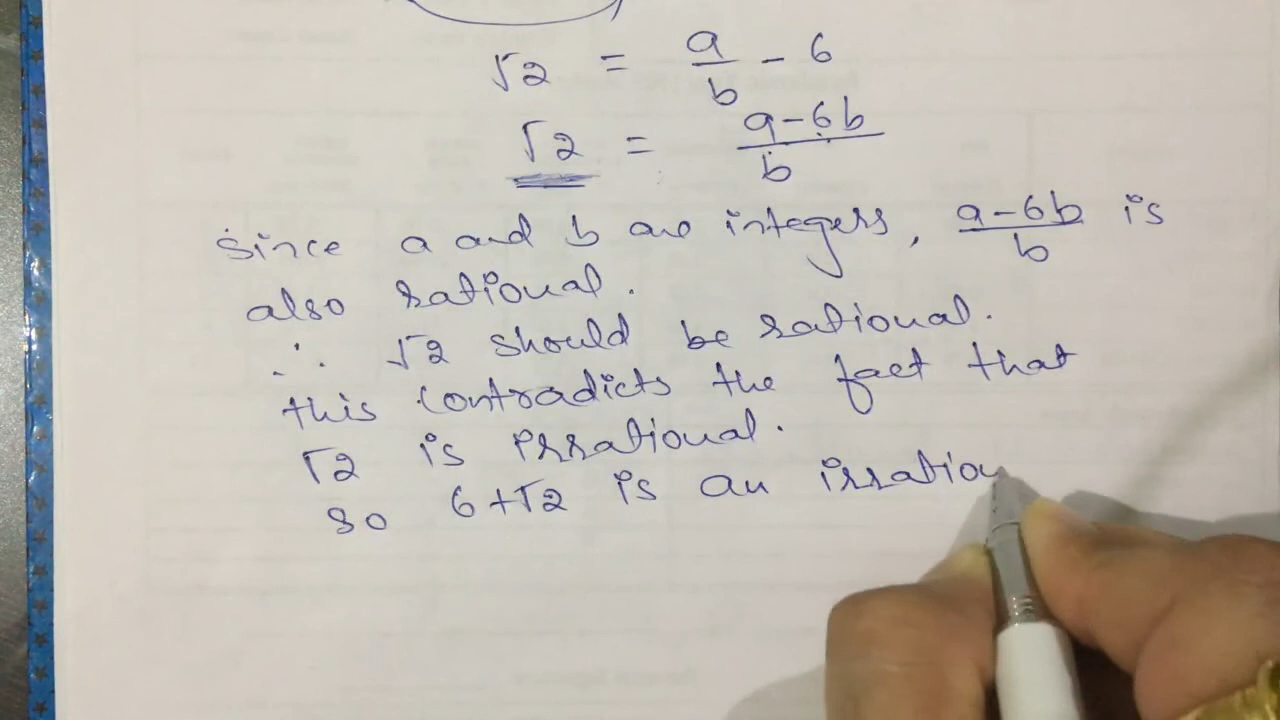 √2 = a/b - 6
√2 = a-6b/b
Since a and b are integers, a-6b/b is
also rational.
∴ √2 should be rational.
this contradicts the fact that
√2 is irrational.
so 6+√2 is an irration